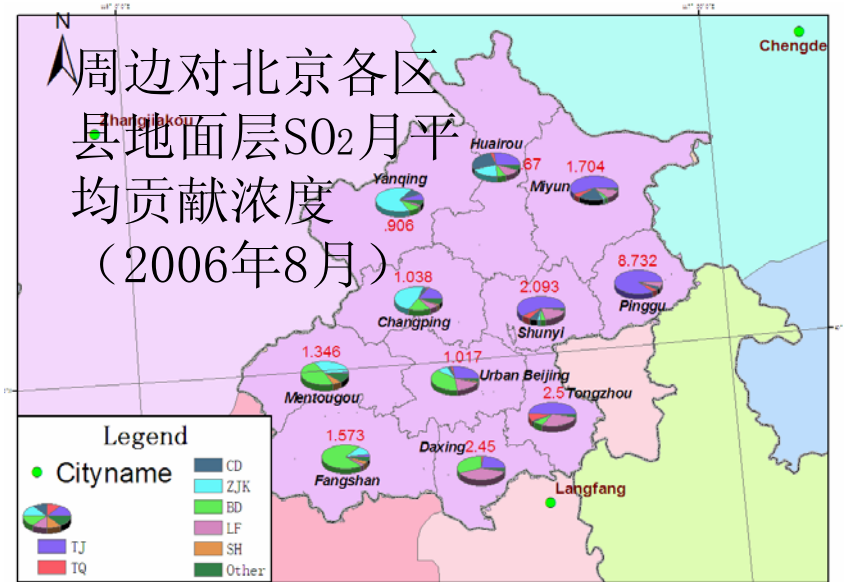 N
Chengde
Zhangjiakou
周边对北京各区
县地面层SO2月平
均贡献浓度
（2006年8月）
Huairou
.67
1.704
Miyun
Yanqing
.906
8.732
Pinggu
1.038
Changping
2.093
Shunyi
1.346
Mentougou
1.017
Urban Beijing
2.5
Tongzhou
1.573
Fangshan
Daxing
2.45
Langfang
Legend
Cityname
TJ
TQ
CD
ZJK
BD
LF
SH
Other